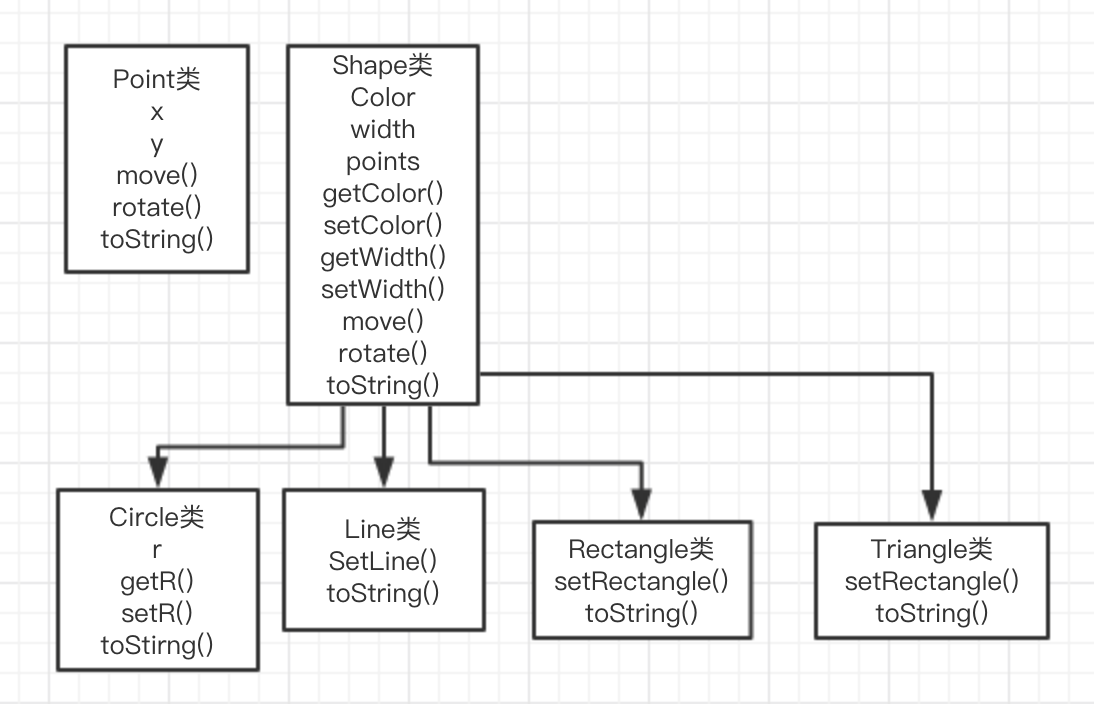 Point类
x
y
move()
rotate()
toString()
Shape类
Color
width
points
getColor()
setColor()
getWidth()
setWidth()
move()
rotate()
toString()
Circle类
r
getR()
setR()
toStirng()
Line类
SetLine()
toString()
Rectangle类
setRectangle()
toString()
Triangle类
setRectangle()
toString()